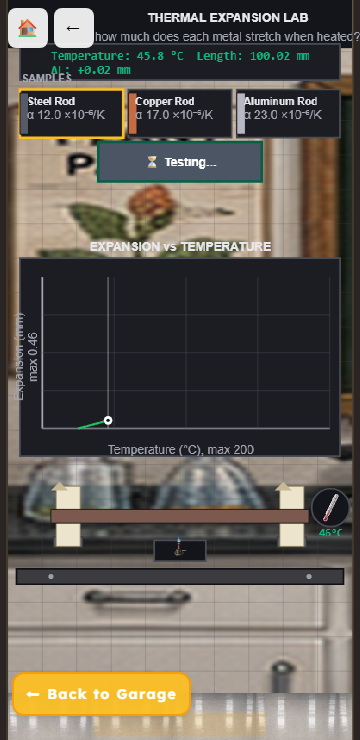 THERMAL EXPANSION LAB
how much does each metal stretch when heated?
Temperature: 45.8 °C Length: 100.02 mm
ΔL: +0.02 mm
SAMPLES
Steel Rod
α 12.0 ×10⁻⁶/K
Copper Rod
α 17.0 ×10⁻⁶/K
Aluminum Rod
α 23.0 ×10⁻⁶/K
⏳ Testing...
EXPANSION vs TEMPERATURE
Expansion (mm)
max 0.46
Temperature (°C), max 200
46°C
← Back to Garage